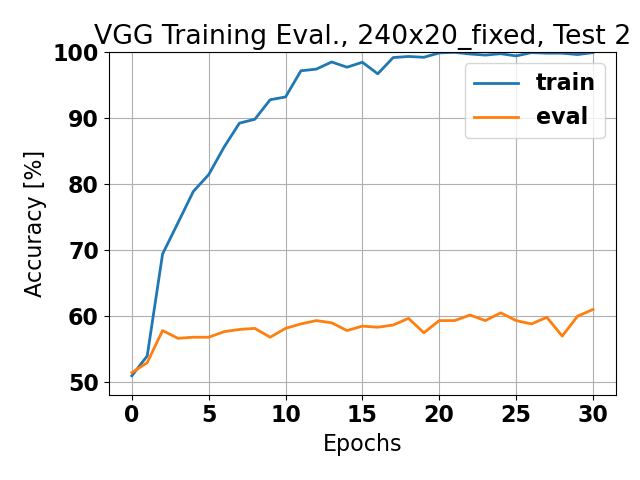 VGG Training Eval., 240x20_fixed, Test 2
100
90
80
70
60
50
Accuracy [%]
train
eval
0 5 10 15 20 25 30
Epochs